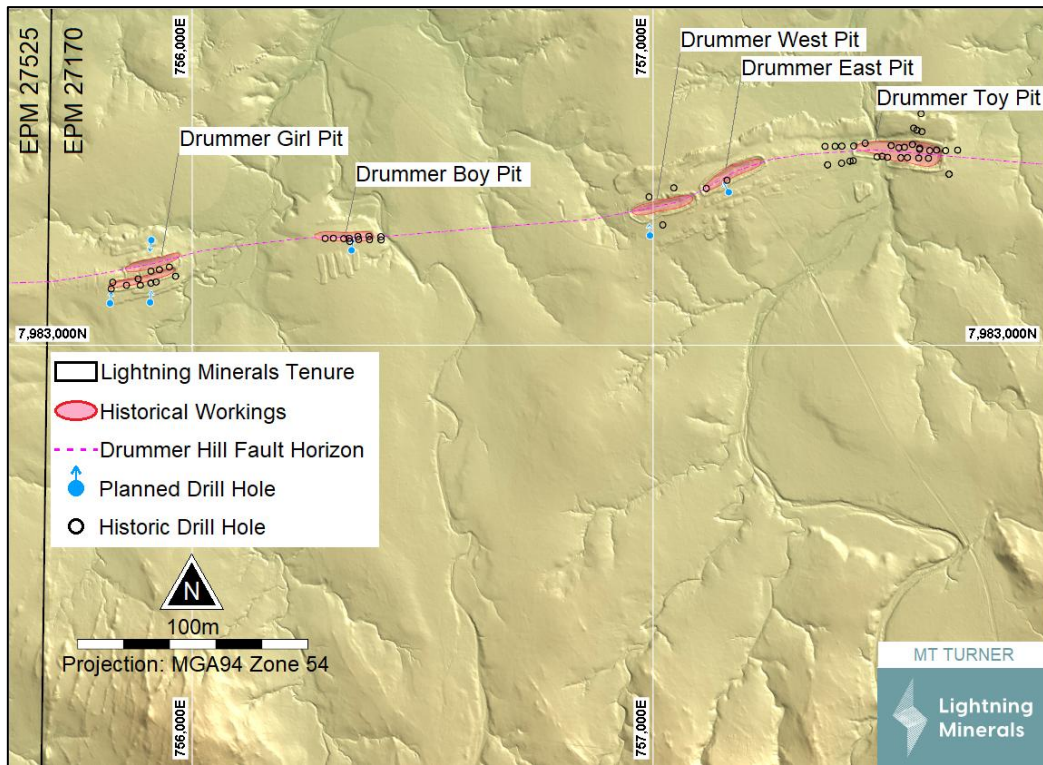 EPM 27525
EPM 27170
756,000E
757,000E
Drummer West Pit
Drummer East Pit
Drummer Toy Pit
Drummer Girl Pit
Drummer Boy Pit
7,983,000N
7,983,000N
Lightning Minerals Tenure
Historical Workings
Drummer Hill Fault Horizon
Planned Drill Hole
Historic Drill Hole
N
100m
Projection: MGA94 Zone 54
756,000E
757,000E
MT TURNER
Lightning
Minerals